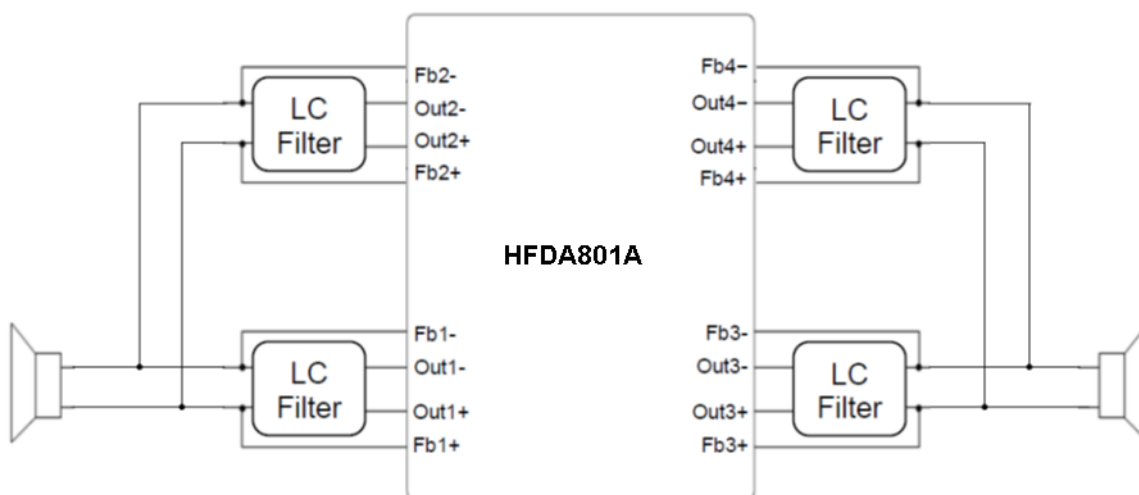 Fb2-
LC
Filter
Out2-
Out2+
Fb2+
Fb4-
Out4-
LC
Filter
Out4+
Fb4+
HFDA801A
Fb1-
LC
Filter
Out1-
Out1+
Fb1+
Fb3-
Out3-
LC
Filter
Out3+
Fb3+